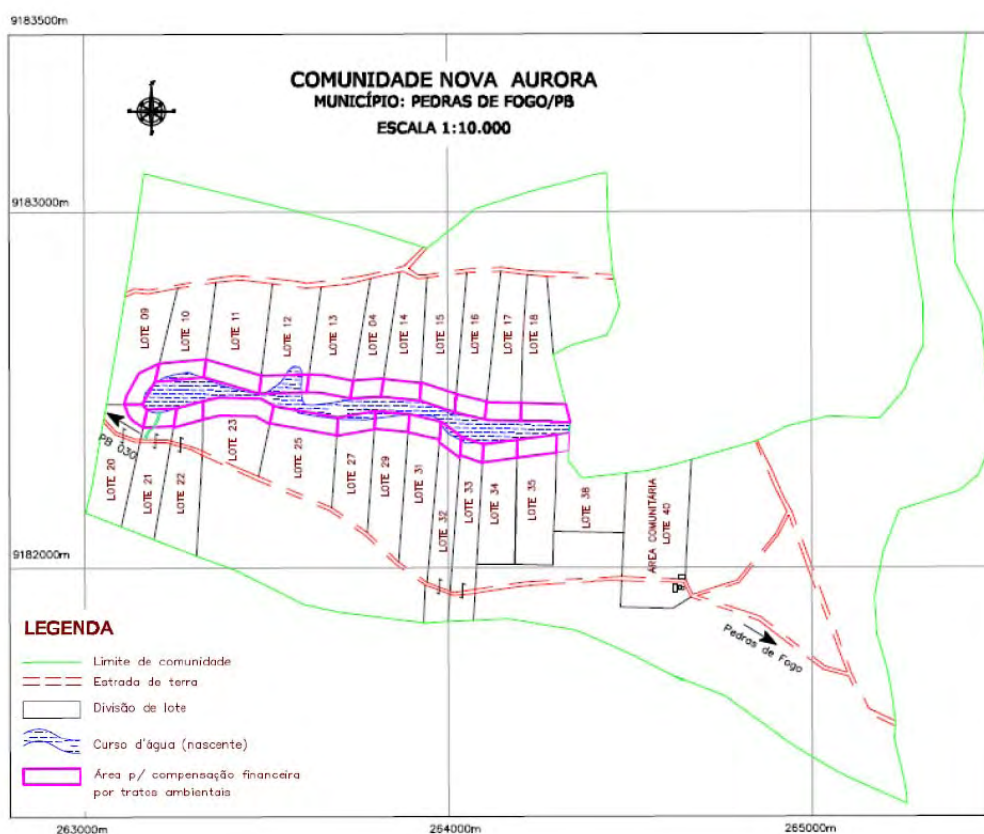 9183500m
COMUNIDADE NOVA AURORA
MUNICÍPIO: PEDRAS DE FOGO/PB
ESCALA 1:10.000
9183000m
LOTE 09
LOTE 10
LOTE 11
LOTE 12
LOTE 13
LOTE 04
LOTE 14
LOTE 15
LOTE 16
LOTE 17
LOTE 18
PB 030
LOTE 20
LOTE 21
LOTE 22
LOTE 23
LOTE 25
LOTE 27
LOTE 29
LOTE 31
LOTE 32
LOTE 33
LOTE 34
LOTE 35
LOTE 38
ÁREA COMUNITÁRIA
LOTE 40
9182000m
Pedras de Fogo
LEGENDA
Limite de comunidade
Estrada de terra
Divisão de lote
Curso d'água (nascente)
Área p/ compensação financeira
por tratos ambientais
263000m
264000m
265000m